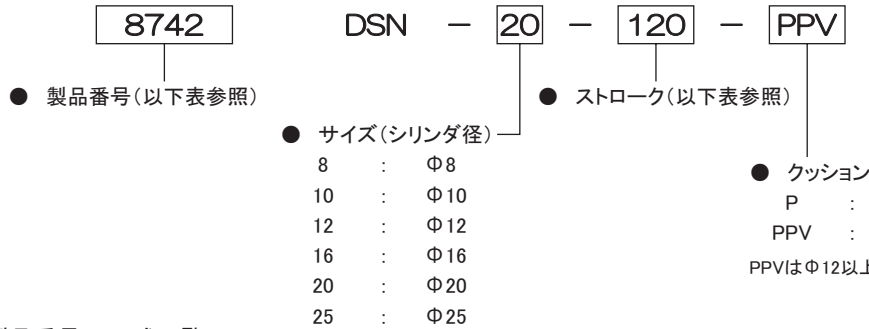 8742 DSN － 20 － 120 － PPV
● 製品番号（以下表参照）
● ストローク（以下表参照）
● サイズ（シリンダ径）
8 : Φ8
10 : Φ10
12 : Φ12
16 : Φ16
20 : Φ20
25 : Φ25
● クッション
P :
PPV :
PPVはΦ12以上